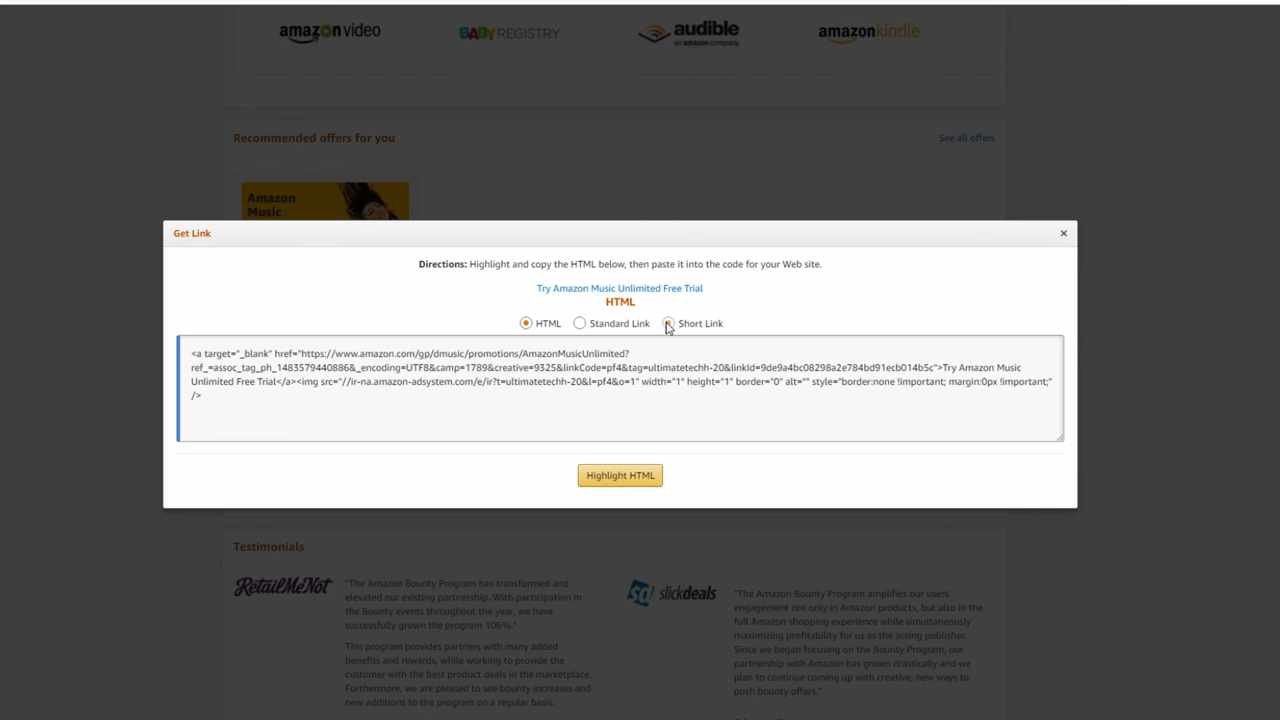 amazon video
BABY REGISTRY
audible
an amazon company
amazonkindle
Recommended offers for you
See all offers
Amazon
Music
Get Link
×
Directions: Highlight and copy the HTML below, then paste it into the code for your Web site.
Try Amazon Music Unlimited Free Trial
HTML
HTML
Standard Link
Short Link
<a target="_blank" href="https://www.amazon.com/gp/dmusic/promotions/AmazonMusicUnlimited?
ref_=assoc_tag_ph_1483579440886&_encoding=UTF8&camp=1789&creative=9325&linkCode=pf4&tag=ultimatetechh-20&linkId=9de9a4bc08298a2e784bd91ecb014b5c">Try Amazon Music
Unlimited Free Trial</a><img src="//ir-na.amazon-adsystem.com/e/ir?t=ultimatetechh-20&l=pf4&o=1" width="1" height="1" border="0" alt="" style="border:none !important; margin:0px !important;"
/>
Highlight HTML
Testimonials
RetailMeNot
"The Amazon Bounty Program has transformed and
elevated our existing partnership. With participation in
the Bounty events throughout the year, we have
successfully grown the program 106%."
This program provides partners with many added
benefits and rewards, while working to provide the
customer with the best product deals in the marketplace.
Furthermore, we are pleased to see bounty increases and
new additions to the program on a regular basis.
sd slickdeals
"The Amazon Bounty Program amplifies our users'
engagement not only in Amazon products, but also in the
full Amazon shopping experience while simultaneously
maximizing profitability for us as the acting publisher.
Since we began focusing on the Bounty Program, our
partnership with Amazon has grown drastically and we
plan to continue coming up with creative, new ways to
push bounty offers."